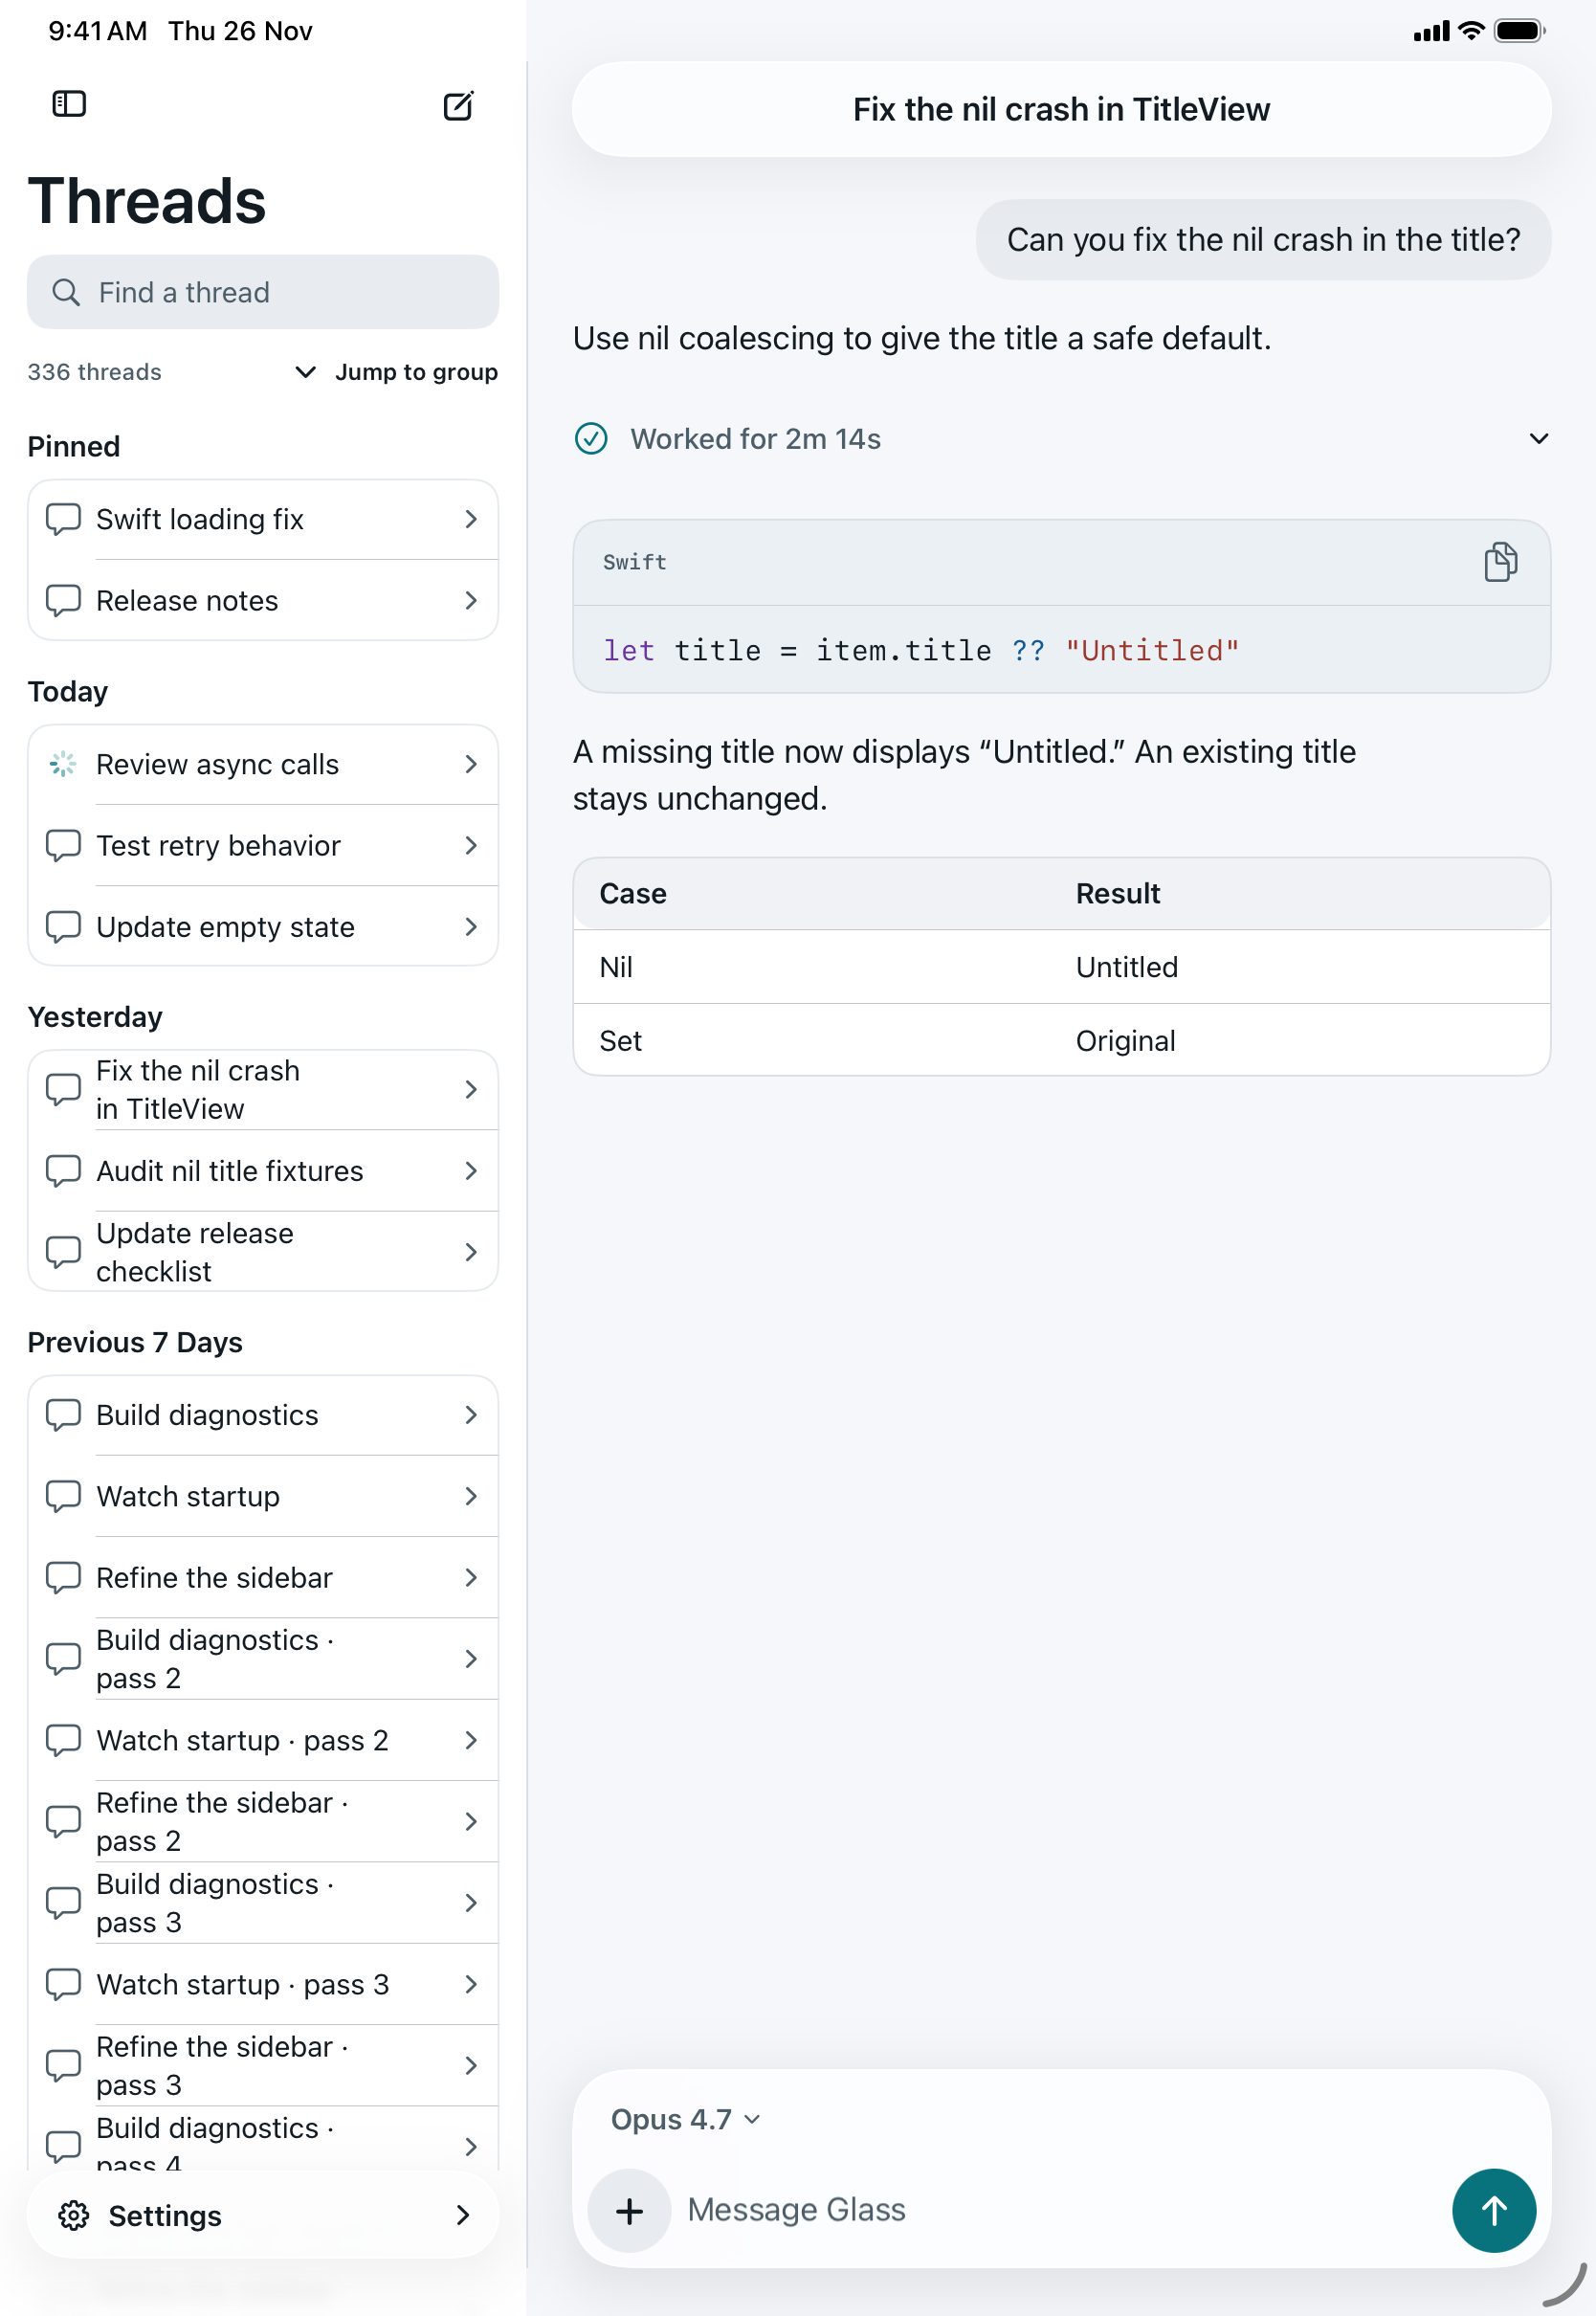 9:41 AM Thu 26 Nov
Threads
Find a thread
336 threads
Jump to group
Pinned
Swift loading fix
Release notes
Today
Review async calls
Test retry behavior
Update empty state
Yesterday
Fix the nil crash
in TitleView
Audit nil title fixtures
Update release
checklist
Previous 7 Days
Build diagnostics
Watch startup
Refine the sidebar
Build diagnostics ·
pass 2
Watch startup · pass 2
Refine the sidebar ·
pass 2
Build diagnostics ·
pass 3
Watch startup · pass 3
Refine the sidebar ·
pass 3
Build diagnostics ·
pass 4
Settings
Fix the nil crash in TitleView
Can you fix the nil crash in the title?
Use nil coalescing to give the title a safe default.
Worked for 2m 14s
Swift
let title = item.title ?? "Untitled"
A missing title now displays “Untitled.” An existing title
stays unchanged.
Case Result
Nil Untitled
Set Original
Opus 4.7
Message Glass